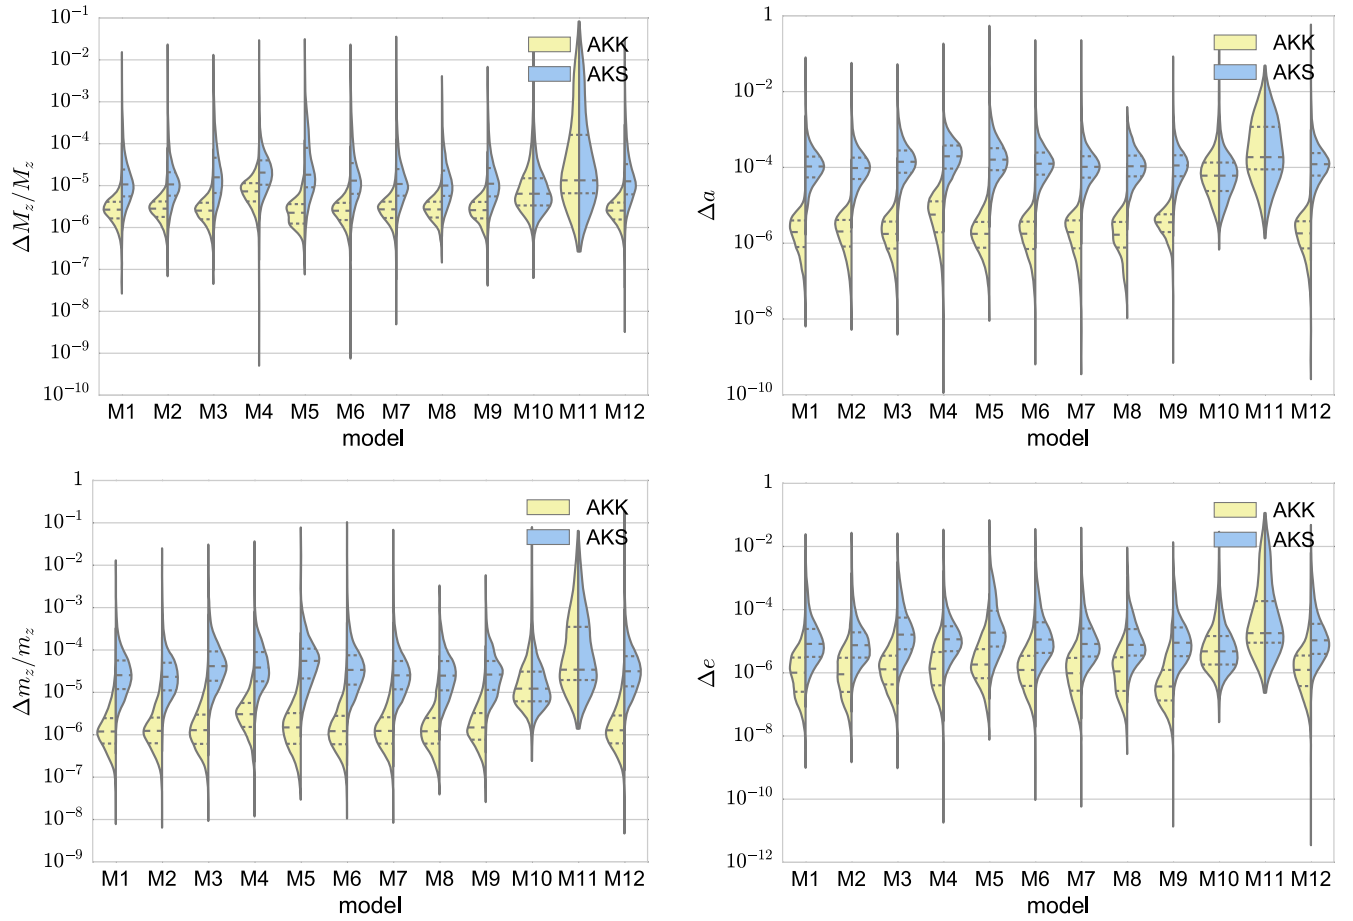 10⁻¹
10⁻²
10⁻³
10⁻⁴
10⁻⁵
10⁻⁶
10⁻⁷
10⁻⁸
10⁻⁹
10⁻¹⁰
ΔM_z/M_z
AKK
AKS
M1 M2 M3 M4 M5 M6 M7 M8 M9 M10 M11 M12
model
1
10⁻²
10⁻⁴
10⁻⁶
10⁻⁸
10⁻¹⁰
Δa
AKK
AKS
M1 M2 M3 M4 M5 M6 M7 M8 M9 M10 M11 M12
model
1
10⁻¹
10⁻²
10⁻³
10⁻⁴
10⁻⁵
10⁻⁶
10⁻⁷
10⁻⁸
10⁻⁹
Δm_z/m_z
AKK
AKS
M1 M2 M3 M4 M5 M6 M7 M8 M9 M10 M11 M12
model
1
10⁻²
10⁻⁴
10⁻⁶
10⁻⁸
10⁻¹⁰
10⁻¹²
Δe
AKK
AKS
M1 M2 M3 M4 M5 M6 M7 M8 M9 M10 M11 M12
model